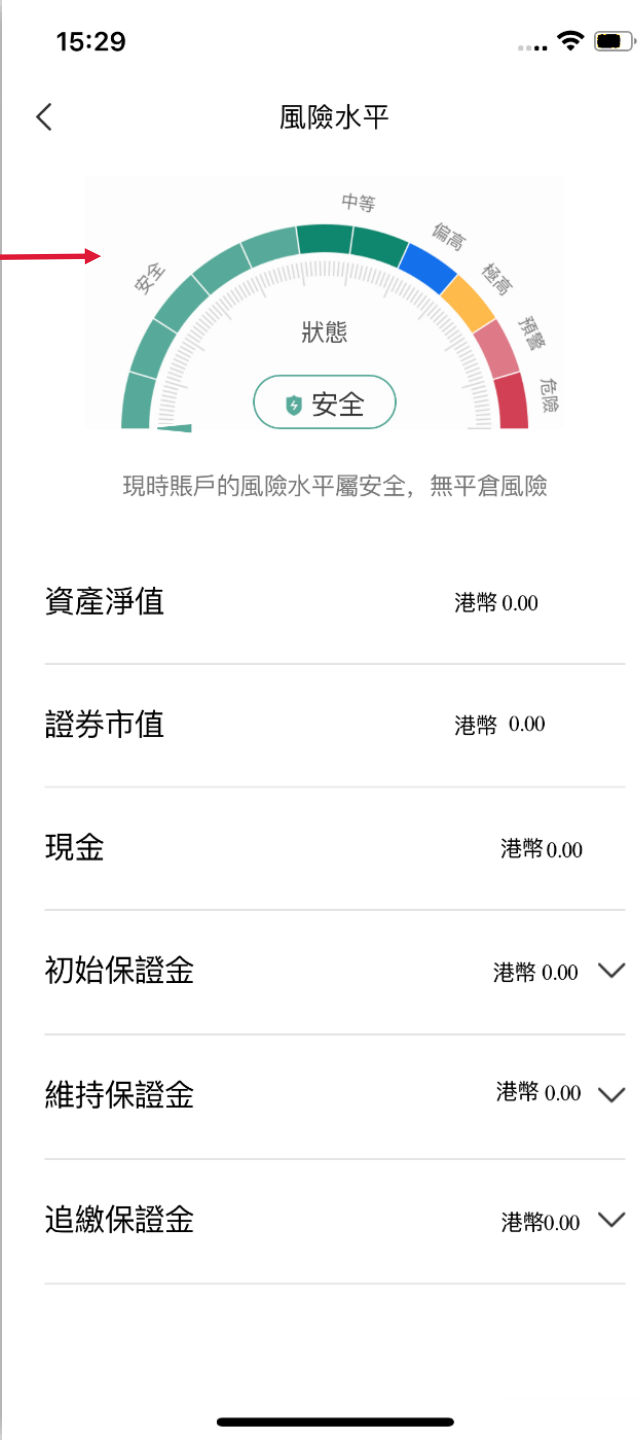 15:29
風險水平
中等
偏高
安全
極高
預警
狀態
危險
安全
現時賬戶的風險水平屬安全，無平倉風險
資產淨值 港幣 0.00
證券市值 港幣 0.00
現金 港幣 0.00
初始保證金 港幣 0.00
維持保證金 港幣 0.00
追繳保證金 港幣0.00